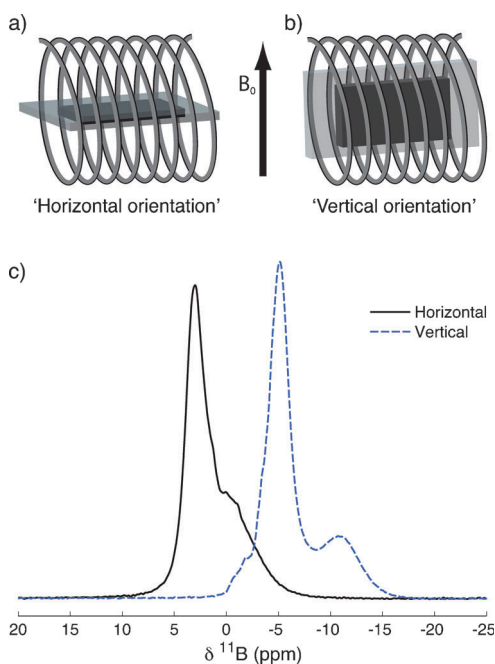 a)
b)
B₀
'Horizontal orientation'
'Vertical orientation'
c)
Horizontal
Vertical
20 15 10 5 0 -5 -10 -15 -20 -25
δ ¹¹B (ppm)